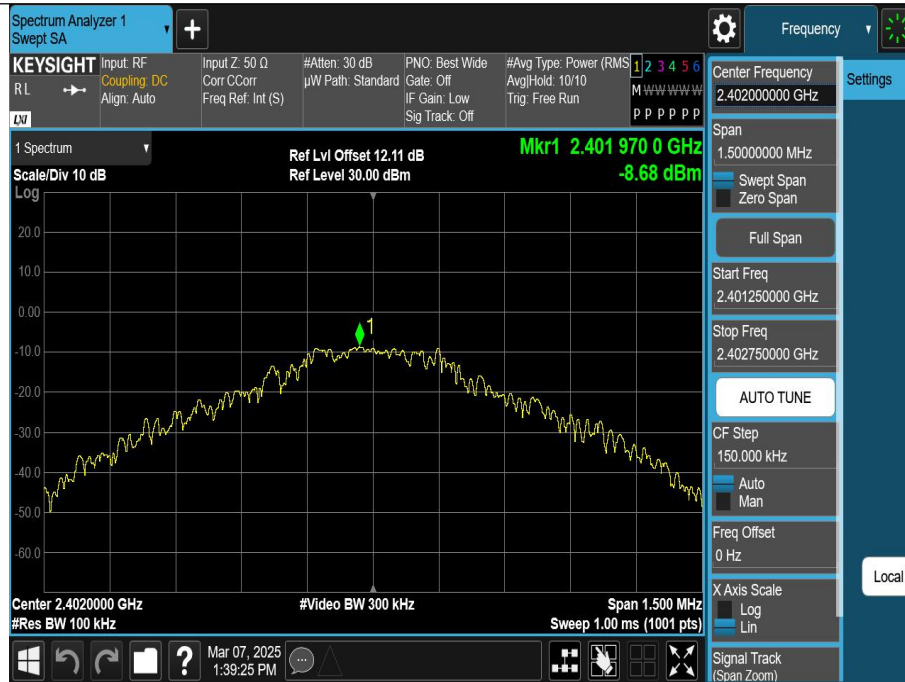 Spectrum Analyzer 1
Swept SA
+
Frequency
KEYSIGHT
R L
LXI
Input: RF
Coupling: DC
Align: Auto
Input Z: 50 Ω
Corr CCorr
Freq Ref: Int (S)
#Atten: 30 dB
µW Path: Standard
PNO: Best Wide
Gate: Off
IF Gain: Low
Sig Track: Off
#Avg Type: Power (RMS
Avg|Hold: 10/10
Trig: Free Run
1 2 3 4 5 6
M W W W W W
P P P P P P
Center Frequency
2.402000000 GHz
Settings
Span
1.50000000 MHz
Swept Span
Zero Span
Full Span
Start Freq
2.401250000 GHz
Stop Freq
2.402750000 GHz
AUTO TUNE
CF Step
150.000 kHz
Auto
Man
Freq Offset
0 Hz
X Axis Scale
Log
Lin
Signal Track
(Span Zoom)
Local
1 Spectrum
Scale/Div 10 dB
Ref Lvl Offset 12.11 dB
Ref Level 30.00 dBm
Mkr1 2.401 970 0 GHz
-8.68 dBm
Log
20.0
10.0
0.00
1
-10.0
-20.0
-30.0
-40.0
-50.0
-60.0
Center 2.4020000 GHz
#Video BW 300 kHz
Span 1.500 MHz
#Res BW 100 kHz
Sweep 1.00 ms (1001 pts)
?
Mar 07, 2025
1:39:25 PM